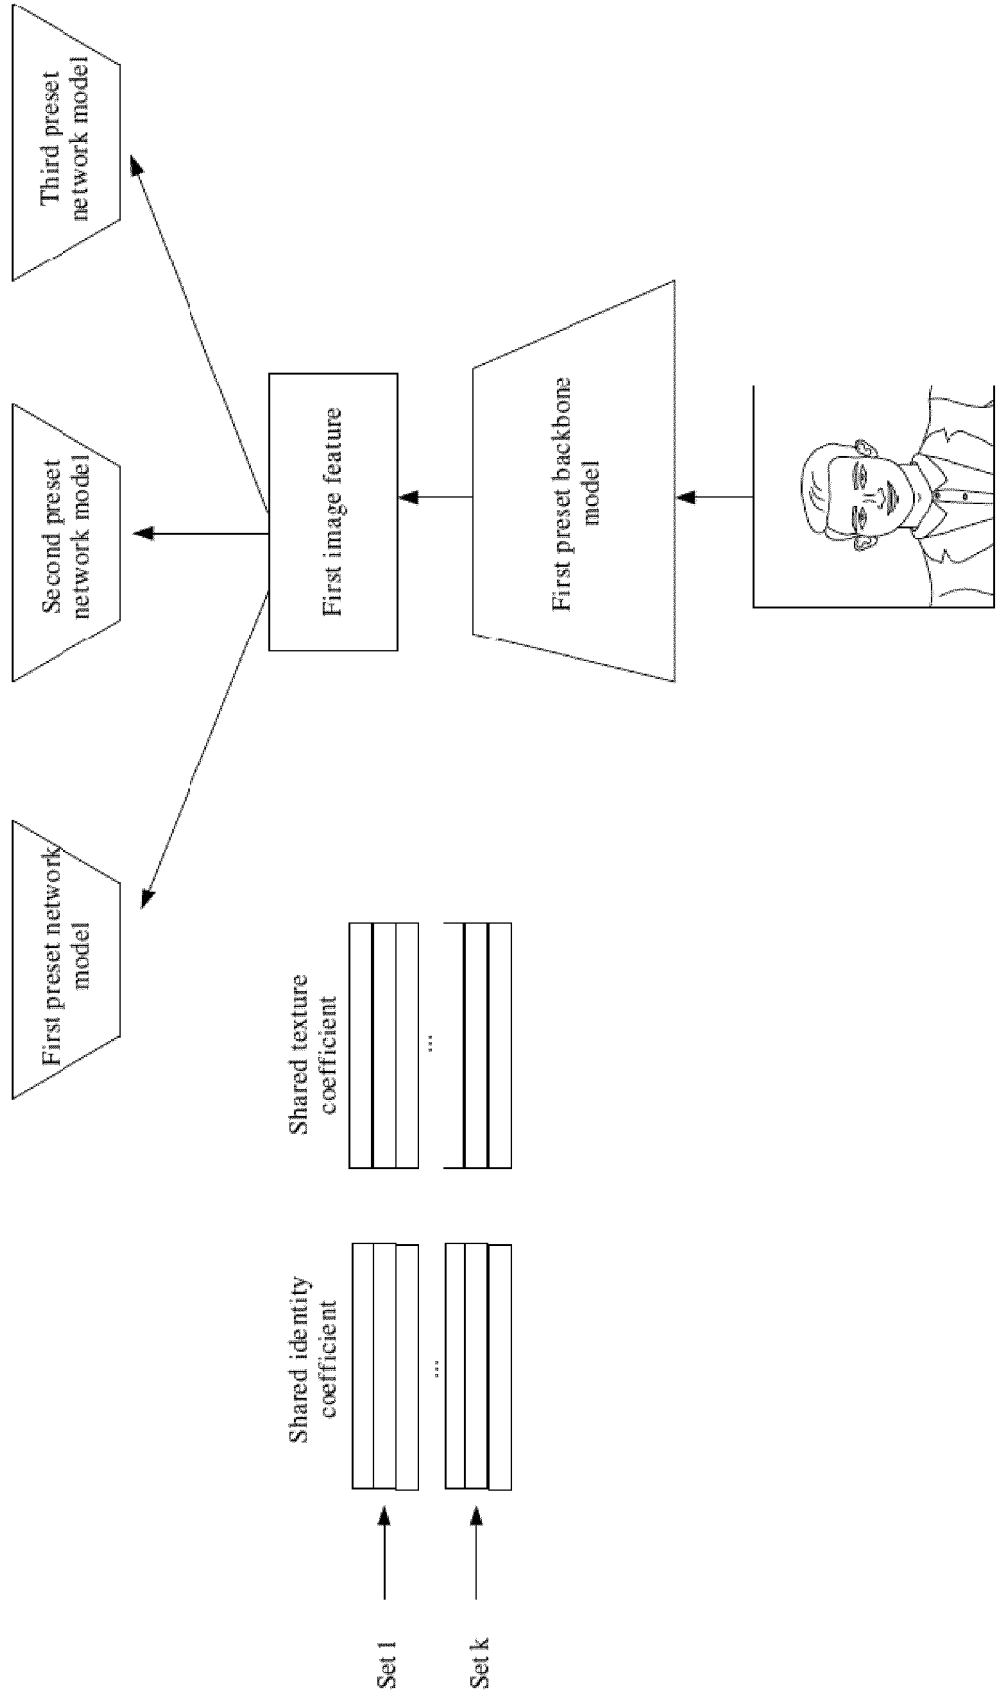 First preset network
model
Second preset
network model
Third preset
network model
Shared identity
coefficient
Shared texture
coefficient
First image feature
Set 1
...
...
Set k
First preset backbone
model